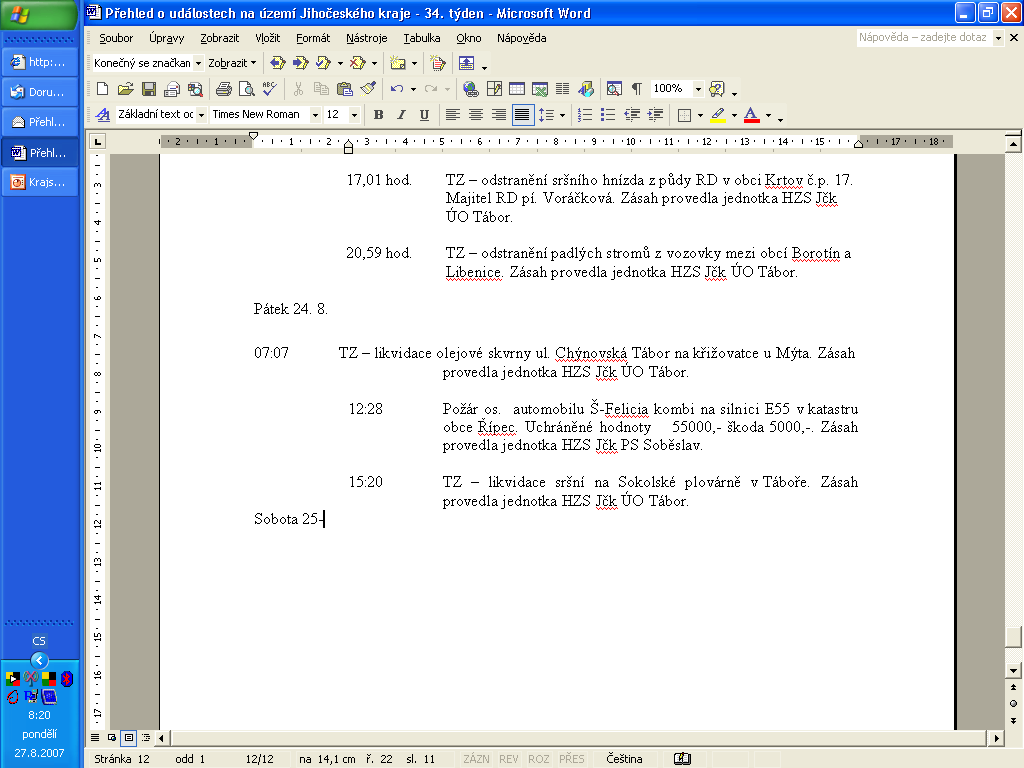 Přehled o událostech na území Jihočeského kraje - 34. týden - Microsoft Word
Soubor Úpravy Zobrazit Vložit Formát Nástroje Tabulka Okno Nápověda
Nápověda – zadejte dotaz
http:...
Doru...
Přehl...
Přehl...
Krajs...
Konečný se značkan Zobrazit
100%
Základní text oc Times New Roman 12 B I U
17,01 hod. TZ – odstranění sršního hnízda z půdy RD v obci Krtov č.p. 17.
Majitel RD pí. Voráčková. Zásah provedla jednotka HZS Jčk
ÚO Tábor.
20,59 hod. TZ – odstranění padlých stromů z vozovky mezi obcí Borotín a
Libenice. Zásah provedla jednotka HZS Jčk ÚO Tábor.
Pátek 24. 8.
07:07 TZ – likvidace olejové skvrny ul. Chýnovská Tábor na křižovatce u Mýta. Zásah
provedla jednotka HZS Jčk ÚO Tábor.
12:28 Požár os. automobilu Š-Felicia kombi na silnici E55 v katastru
obce Řípec. Uchráněné hodnoty 55000,- škoda 5000,-. Zásah
provedla jednotka HZS Jčk PS Soběslav.
15:20 TZ – likvidace sršní na Sokolské plovárně v Táboře. Zásah
provedla jednotka HZS Jčk ÚO Tábor.
Sobota 25-
CS
8:20
pondělí
27.8.2007
Stránka 12 odd 1 12/12 na 14,1 cm ř. 22 sl. 11 ZÁZN REV ROZ PŘES Čeština